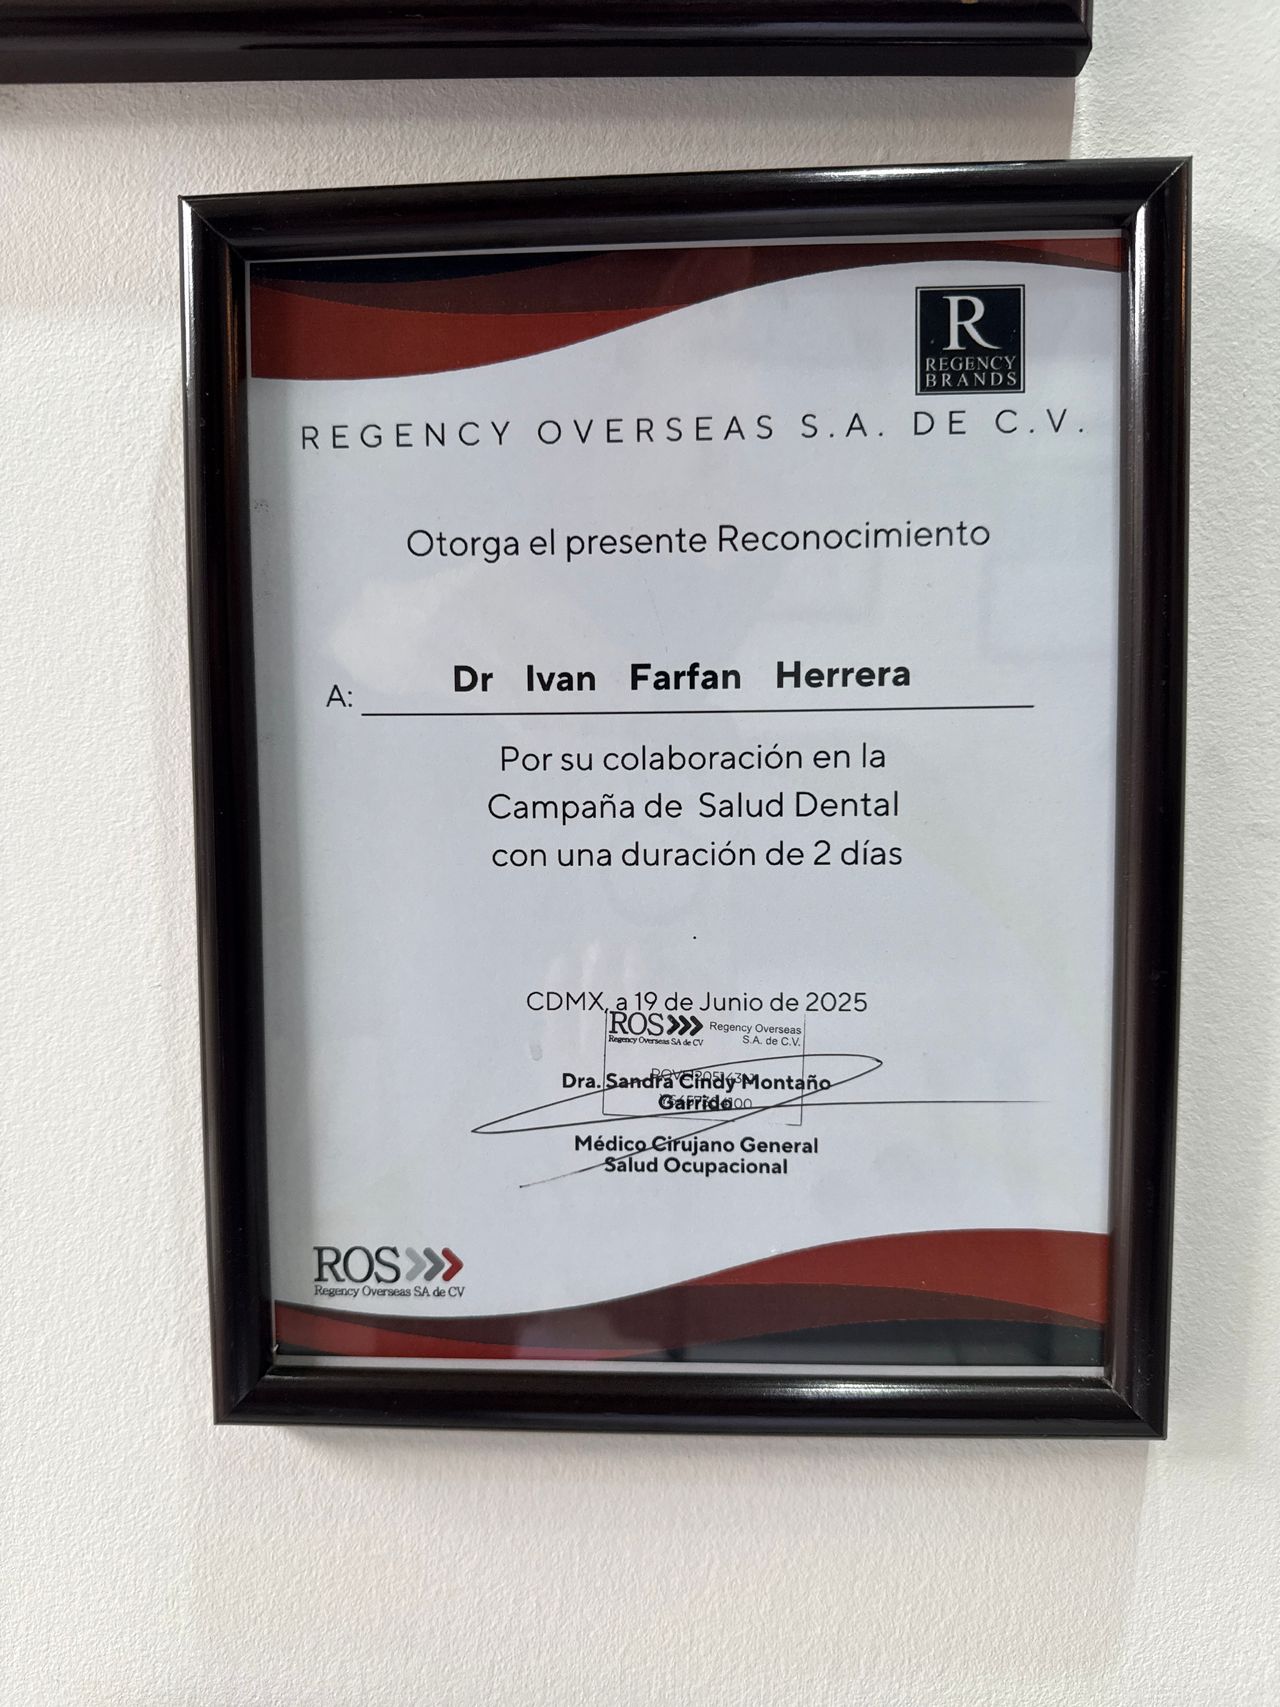 R
REGENCY
BRANDS
REGENCY OVERSEAS S.A. DE C.V.
Otorga el presente Reconocimiento
A: Dr Ivan Farfan Herrera
Por su colaboración en la
Campaña de Salud Dental
con una duración de 2 días
.
CDMX, a 19 de Junio de 2025
ROS Regency Overseas
Regency Overseas SA de CV S.A. de C.V.
Dra. Sandra Cindy Montaño
Garrido
Médico Cirujano General
Salud Ocupacional
ROS
Regency Overseas SA de CV